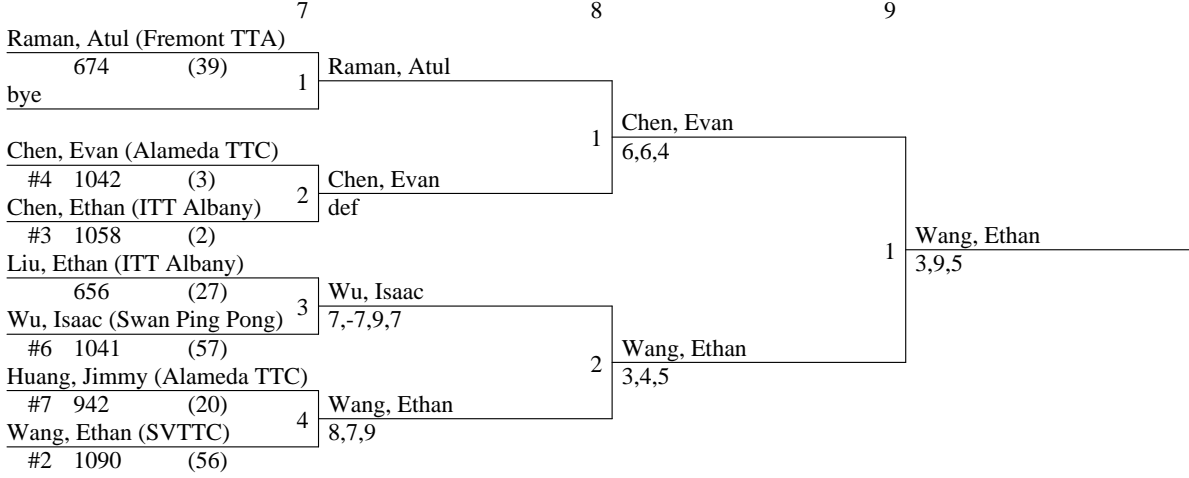 7 8 9
Raman, Atul (Fremont TTA)
674 (39)
1 Raman, Atul
bye
1 Chen, Evan
6,6,4
Chen, Evan (Alameda TTC)
#4 1042 (3)
2 Chen, Evan
def
Chen, Ethan (ITT Albany)
#3 1058 (2)
1 Wang, Ethan
3,9,5
Liu, Ethan (ITT Albany)
656 (27)
3 Wu, Isaac
7,-7,9,7
Wu, Isaac (Swan Ping Pong)
#6 1041 (57)
2 Wang, Ethan
3,4,5
Huang, Jimmy (Alameda TTC)
#7 942 (20)
4 Wang, Ethan
8,7,9
Wang, Ethan (SVTTC)
#2 1090 (56)